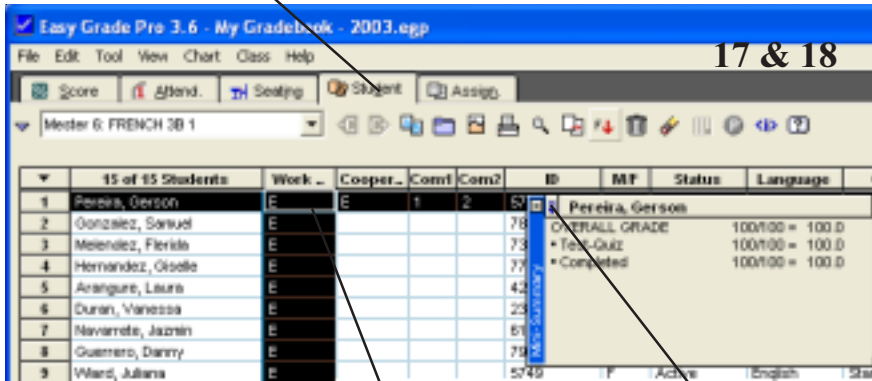 Easy Grade Pro 3.6 - My Gradebook - 2003.egp
File Edit Tool View Chart Class Help
17 & 18
Score Attend. Seating Student Assign.
Mester 6: FRENCH 3B 1
15 of 15 Students Work Cooper.. Com1 Com2 ID M/F Status Language
1 Pereira, Gerson E E 1 2 57 Pereira, Gerson
2 Gonzalez, Samuel E 78 OVERALL GRADE 100/100 = 100.0
3 Melendez, Florida E 73 • Test-Quiz 100/100 = 100.0
4 Hernandez, Giselle E 77 • Completed 100/100 = 100.0
5 Arangure, Laura E 42
6 Duran, Vanessa E 23
7 Navarrete, Jazmin E 61
8 Guerrero, Danny E 79
9 Ward, Juliana E 5749 F Active English
Mini-Summary